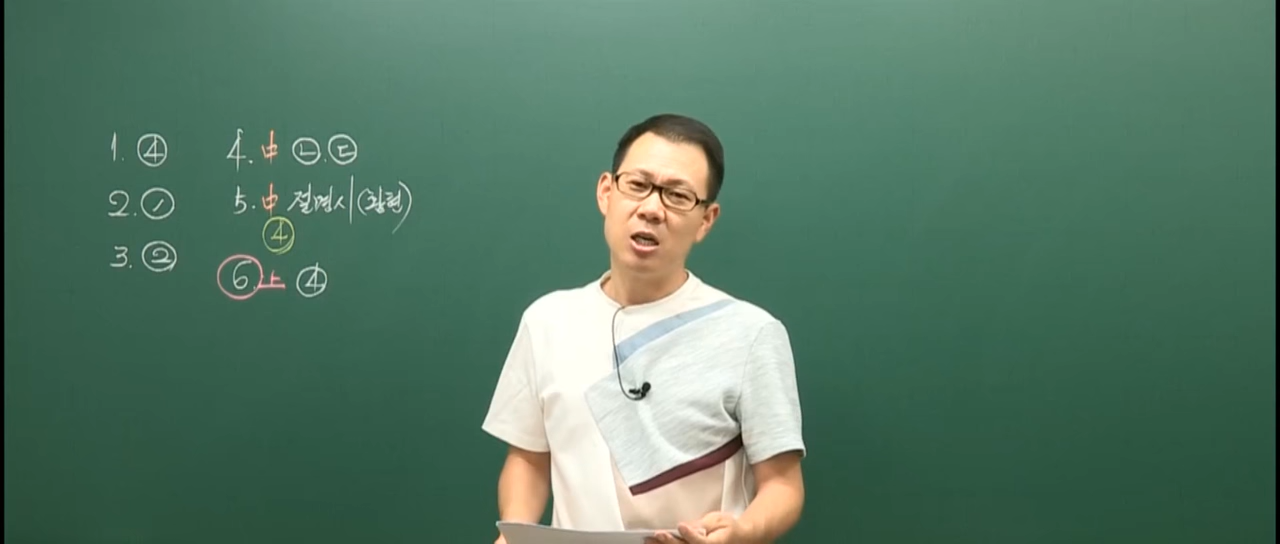 1. ④
2. ①
3. ②
4. 中 ㉡. ㉢
5. 中 절명시(황현)
④
6. 上 ④